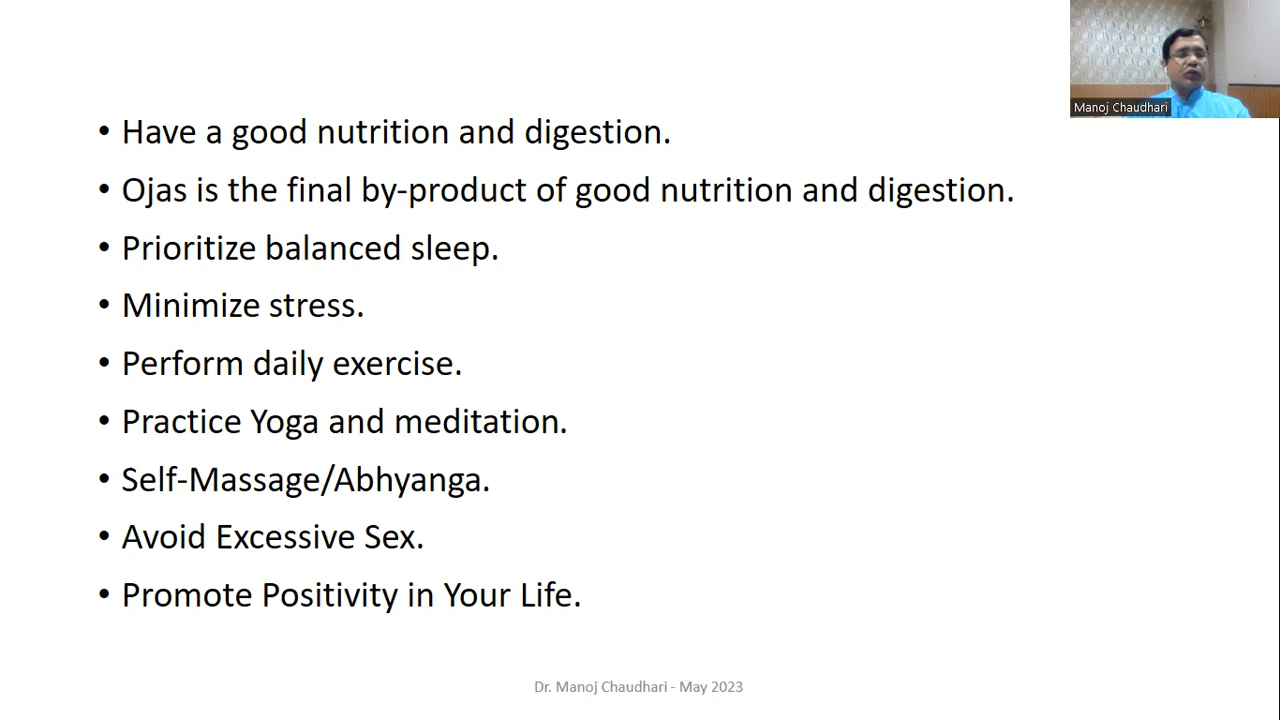 Manoj Chaudhari
• Have a good nutrition and digestion.
• Ojas is the final by-product of good nutrition and digestion.
• Prioritize balanced sleep.
• Minimize stress.
• Perform daily exercise.
• Practice Yoga and meditation.
• Self-Massage/Abhyanga.
• Avoid Excessive Sex.
• Promote Positivity in Your Life.
Dr. Manoj Chaudhari - May 2023